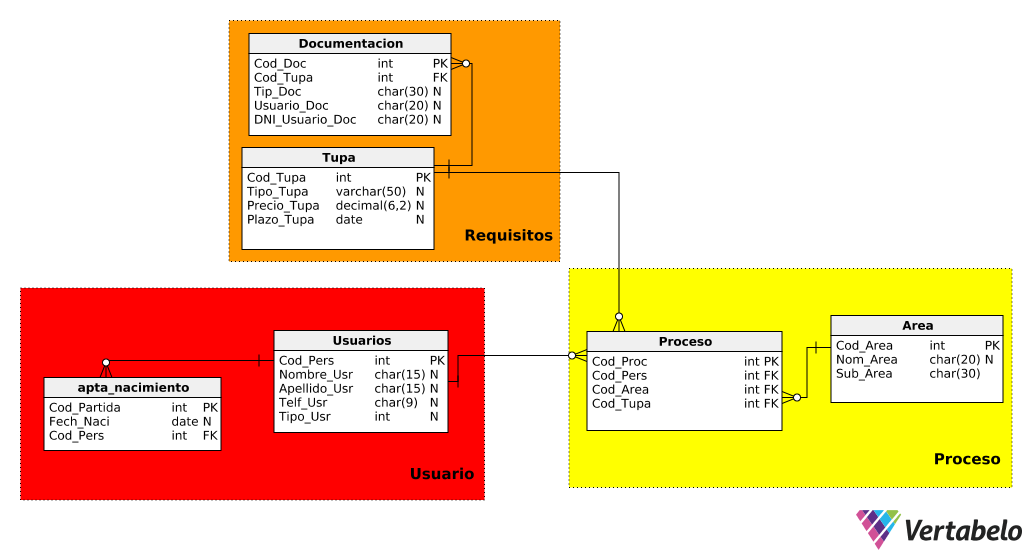 Documentacion
Cod_Doc int PK
Cod_Tupa int FK
Tip_Doc char(30) N
Usuario_Doc char(20) N
DNI_Usuario_Doc char(20) N
Tupa
Cod_Tupa int PK
Tipo_Tupa varchar(50) N
Precio_Tupa decimal(6,2) N
Plazo_Tupa date N
Requisitos
Usuarios
Cod_Pers int PK
Nombre_Usr char(15) N
Apellido_Usr char(15) N
Telf_Usr char(9) N
Tipo_Usr int N
apta_nacimiento
Cod_Partida int PK
Fech_Naci date N
Cod_Pers int FK
Usuario
Proceso
Cod_Proc int PK
Cod_Pers int FK
Cod_Area int FK
Cod_Tupa int FK
Area
Cod_Area int PK
Nom_Area char(20) N
Sub_Area char(30)
Proceso
Vertabelo